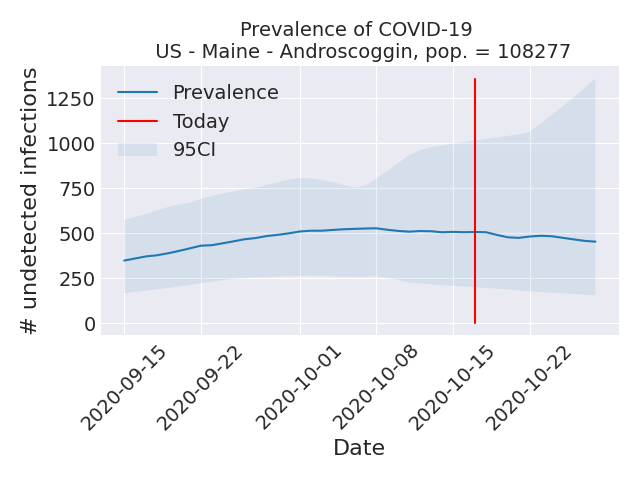 Prevalence of COVID-19
US - Maine - Androscoggin, pop. = 108277
# undetected infections
1250
1000
750
500
250
0
Prevalence
Today
95CI
2020-09-15
2020-09-22
2020-10-01
2020-10-08
2020-10-15
2020-10-22
Date